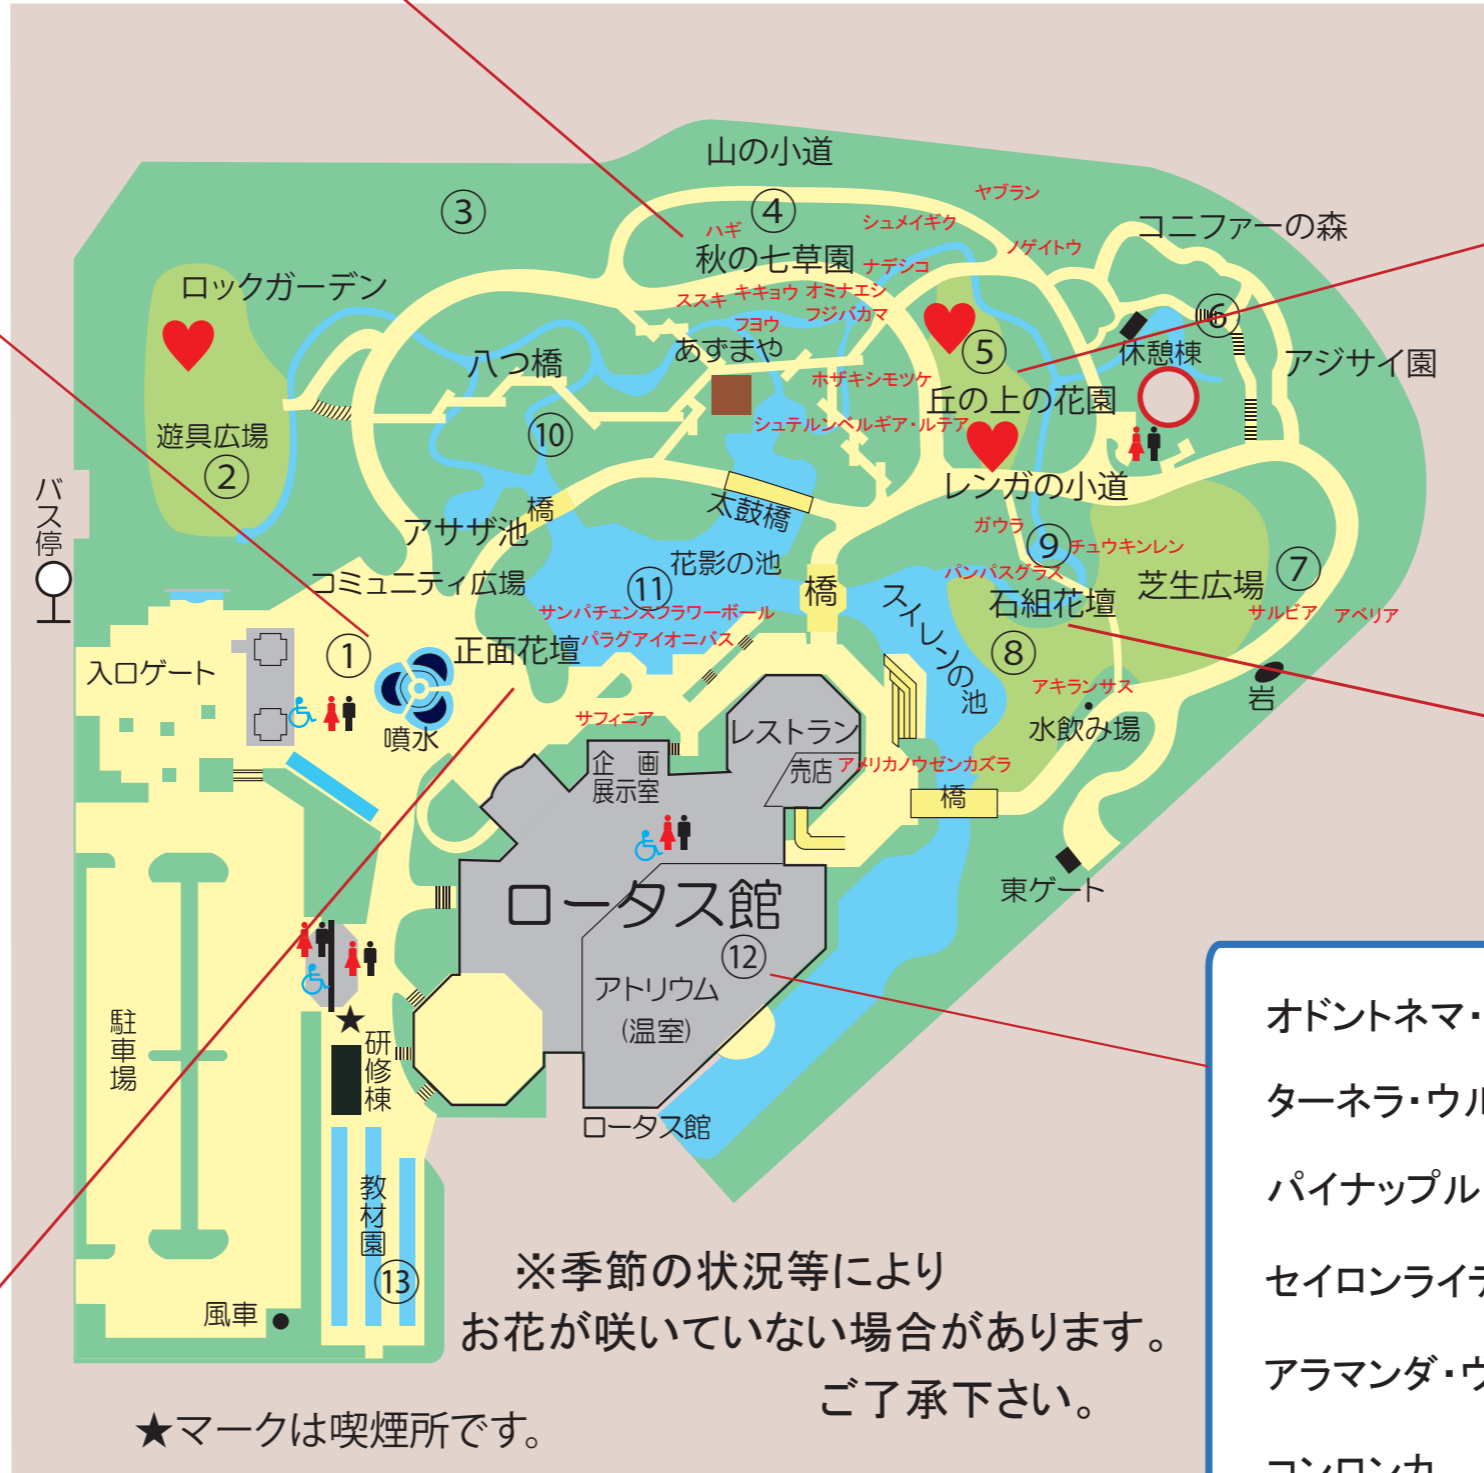 山の小道
③
④
ヤブラン
ハギ
シュメイギク
コニファーの森
秋の七草園
ナデシコ
ノゲイトウ
ロックガーデン
ススキ
キキョウ
オミナエシ
フジバカマ
フヨウ
⑥
あずまや
⑤
休憩棟
アジサイ園
八つ橋
ホザキシモツケ
丘の上の花園
シュテルンベルギア・ルテア
遊具広場
②
⑩
レンガの小道
バス停
橋
太鼓橋
アサザ池
ガウラ
⑨
チュウキンレン
花影の池
コミュニティ広場
⑪
橋
パンパスグラス
芝生広場
⑦
サンパチェンスフラワーボール
石組花壇
サルビア
アベリア
パラグアイオニバス
ストレンの池
①
正面花壇
⑧
入口ゲート
アキランサス
岩
サフィニア
水飲み場
噴水
レストラン
企画
展示室
売店
アメリカノウゼンカズラ
橋
東ゲート
ロータス館
⑫
アトリウム
(温室)
駐車場
★
研修棟
ロータス館
教材園
⑬
風車
オドントネマ・
ターネラ・ウル
パイナップル
セイロンライテ
アラマンダ・ウ
コンロンカ
※季節の状況等により
お花が咲いていない場合があります。
ご了承下さい。
★マークは喫煙所です。